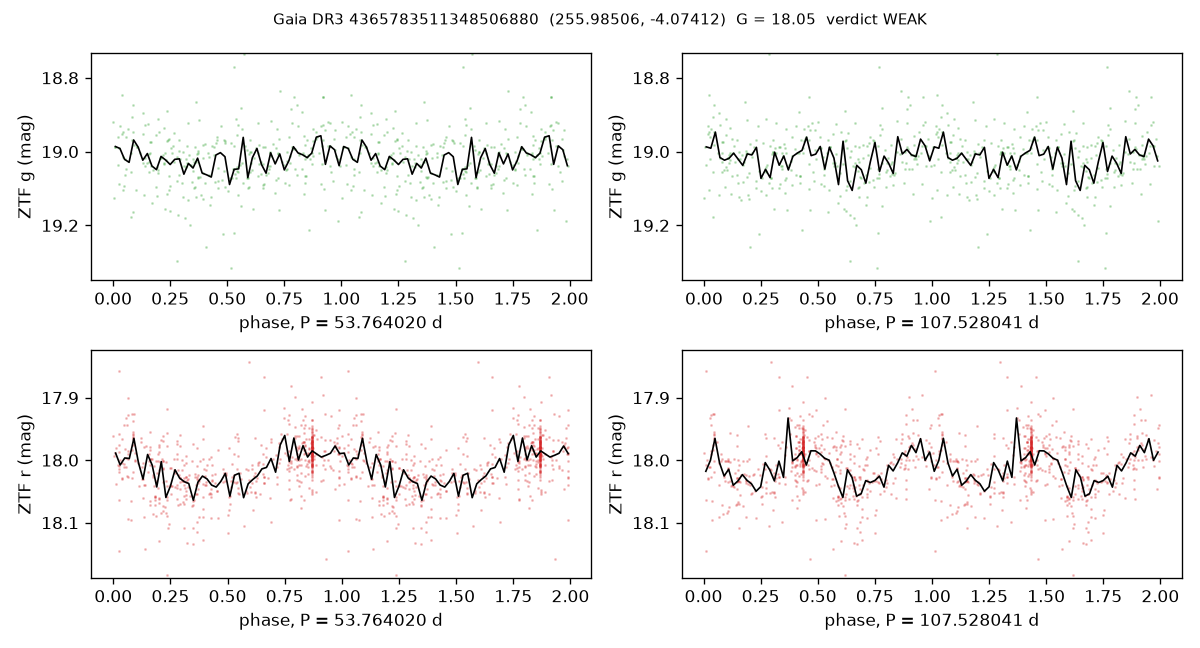 Gaia DR3 4365783511348506880 (255.98506, -4.07412) G = 18.05 verdict WEAK
ZTF g (mag)
18.8
19.0
19.2
0.00 0.25 0.50 0.75 1.00 1.25 1.50 1.75 2.00
phase, P = 53.764020 d
ZTF g (mag)
18.8
19.0
19.2
0.00 0.25 0.50 0.75 1.00 1.25 1.50 1.75 2.00
phase, P = 107.528041 d
ZTF r (mag)
17.9
18.0
18.1
0.00 0.25 0.50 0.75 1.00 1.25 1.50 1.75 2.00
phase, P = 53.764020 d
ZTF r (mag)
17.9
18.0
18.1
0.00 0.25 0.50 0.75 1.00 1.25 1.50 1.75 2.00
phase, P = 107.528041 d